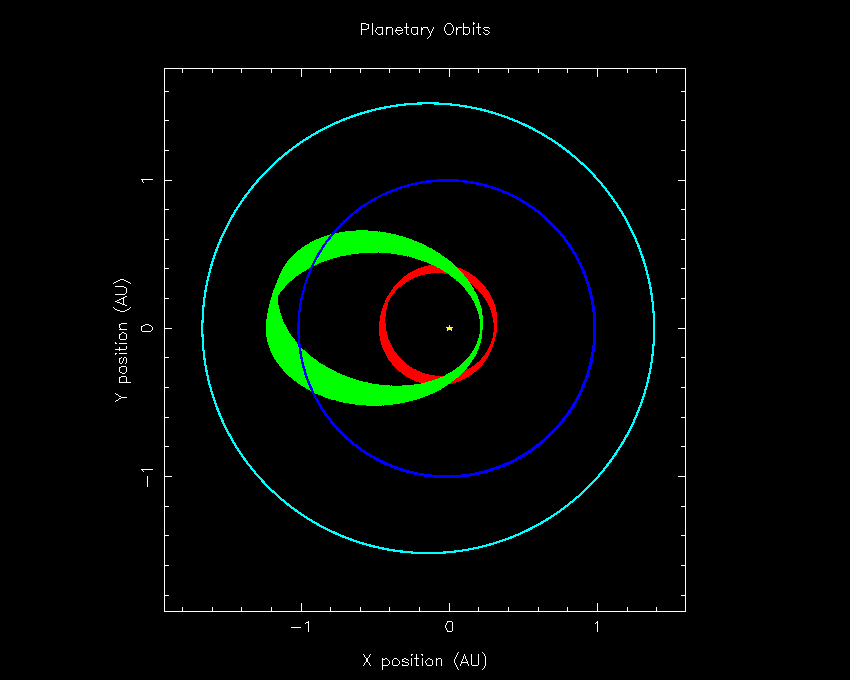 Planetary Orbits
Y position (AU)
1
0
−1
−1
0
1
X position (AU)